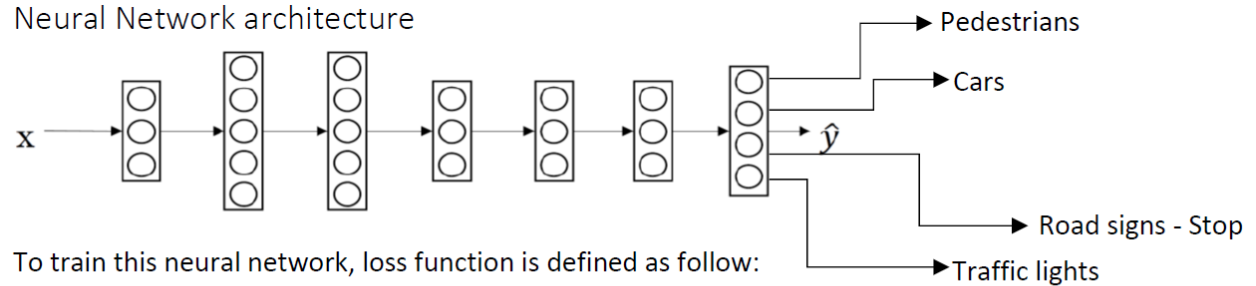 Neural Network architecture
Pedestrians
Cars
x
ŷ
Road signs - Stop
To train this neural network, loss function is defined as follow:
Traffic lights